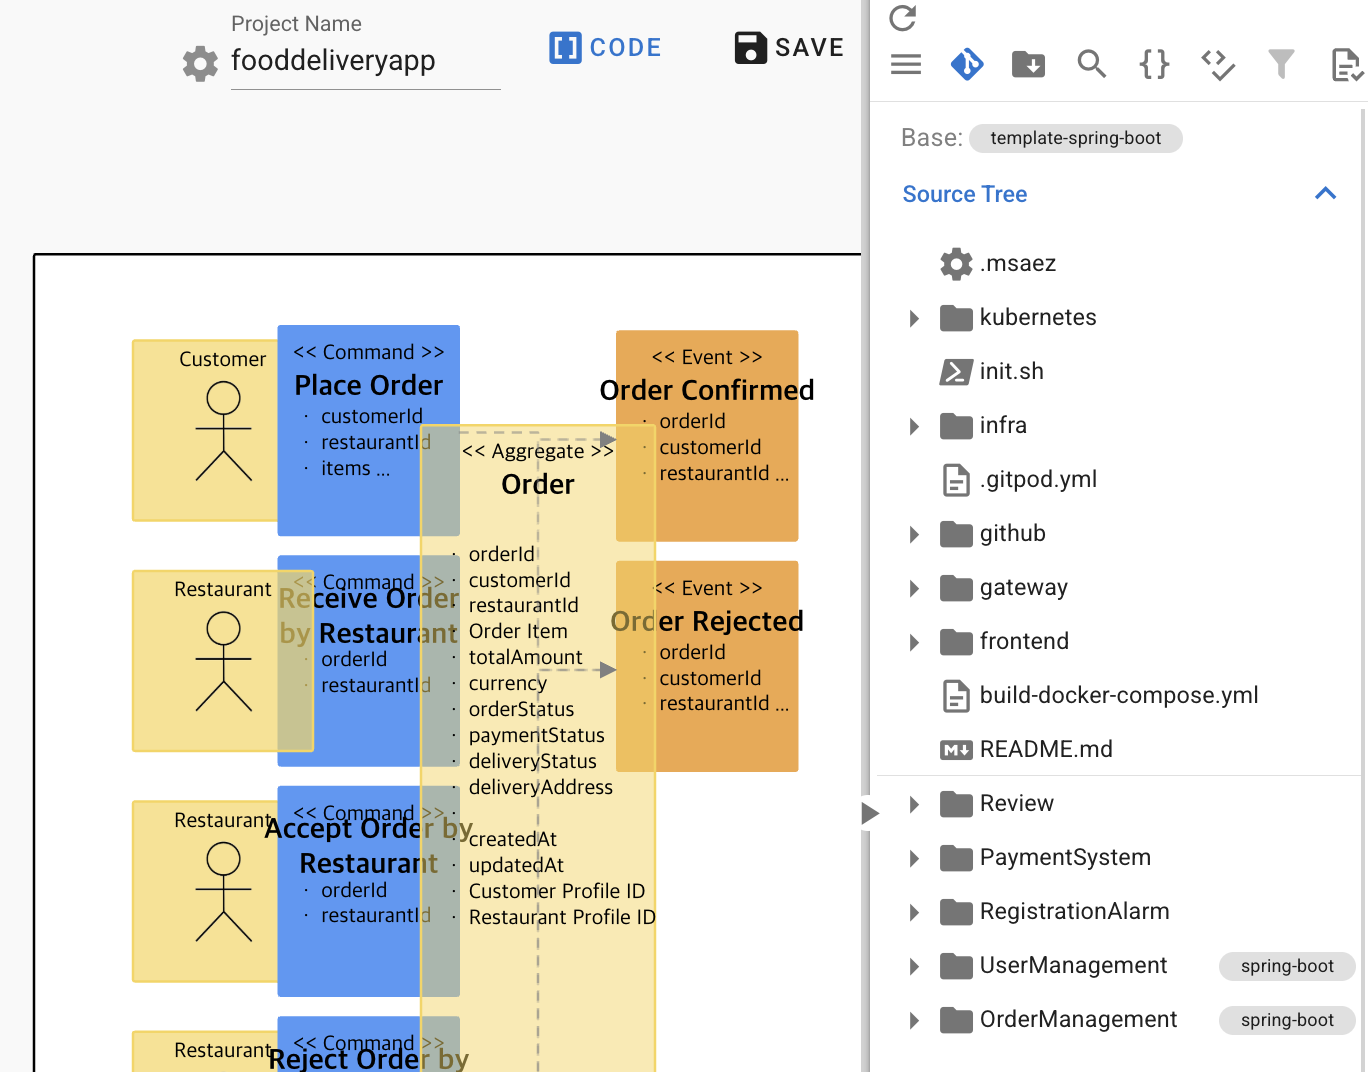 Project Name
fooddeliveryapp
CODE
SAVE
Customer
<< Command >>
Place Order
· customerId
· restaurantId
· items ...
Restaurant
<< Command >>
Receive Order
by Restaurant
· orderId
· restaurantId
Restaurant
<< Command >>
Accept Order by
Restaurant
· orderId
· restaurantId
Restaurant
<< Command >>
Reject Order by
<< Aggregate >>
Order
· orderId
· customerId
· restaurantId
· Order Item
· totalAmount
· currency
· orderStatus
· paymentStatus
· deliveryStatus
· deliveryAddress
·
· createdAt
· updatedAt
· Customer Profile ID
· Restaurant Profile ID
<< Event >>
Order Confirmed
· orderId
· customerId
· restaurantId ...
<< Event >>
Order Rejected
· orderId
· customerId
· restaurantId ...
Base: template-spring-boot
Source Tree
.msaez
kubernetes
init.sh
infra
.gitpod.yml
github
gateway
frontend
build-docker-compose.yml
README.md
Review
PaymentSystem
RegistrationAlarm
UserManagement spring-boot
OrderManagement spring-boot